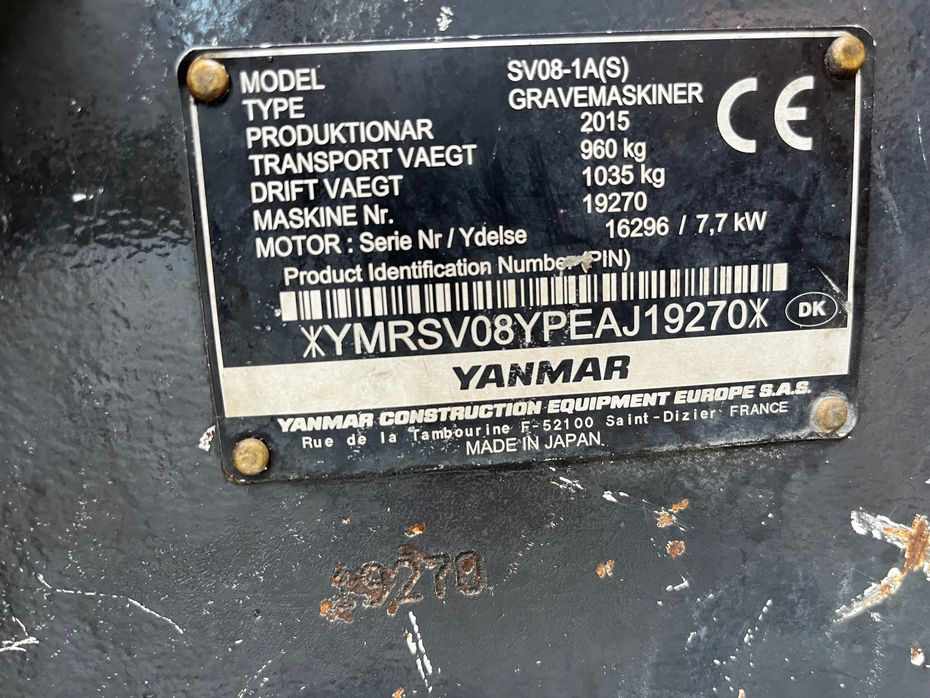 MODEL SV08-1A(S)
TYPE GRAVEMASKINER
PRODUKTIONAR 2015
TRANSPORT VAEGT 960 kg
DRIFT VAEGT 1035 kg
MASKINE Nr. 19270
MOTOR : Serie Nr / Ydelse 16296 / 7,7 kW
CE
Product Identification Number (PIN)
*YMRSV08YPEAJ19270*
DK
YANMAR
YANMAR CONSTRUCTION EQUIPMENT EUROPE S.A.S.
Rue de la Tambourine F-52100 Saint-Dizier FRANCE
MADE IN JAPAN.
19270